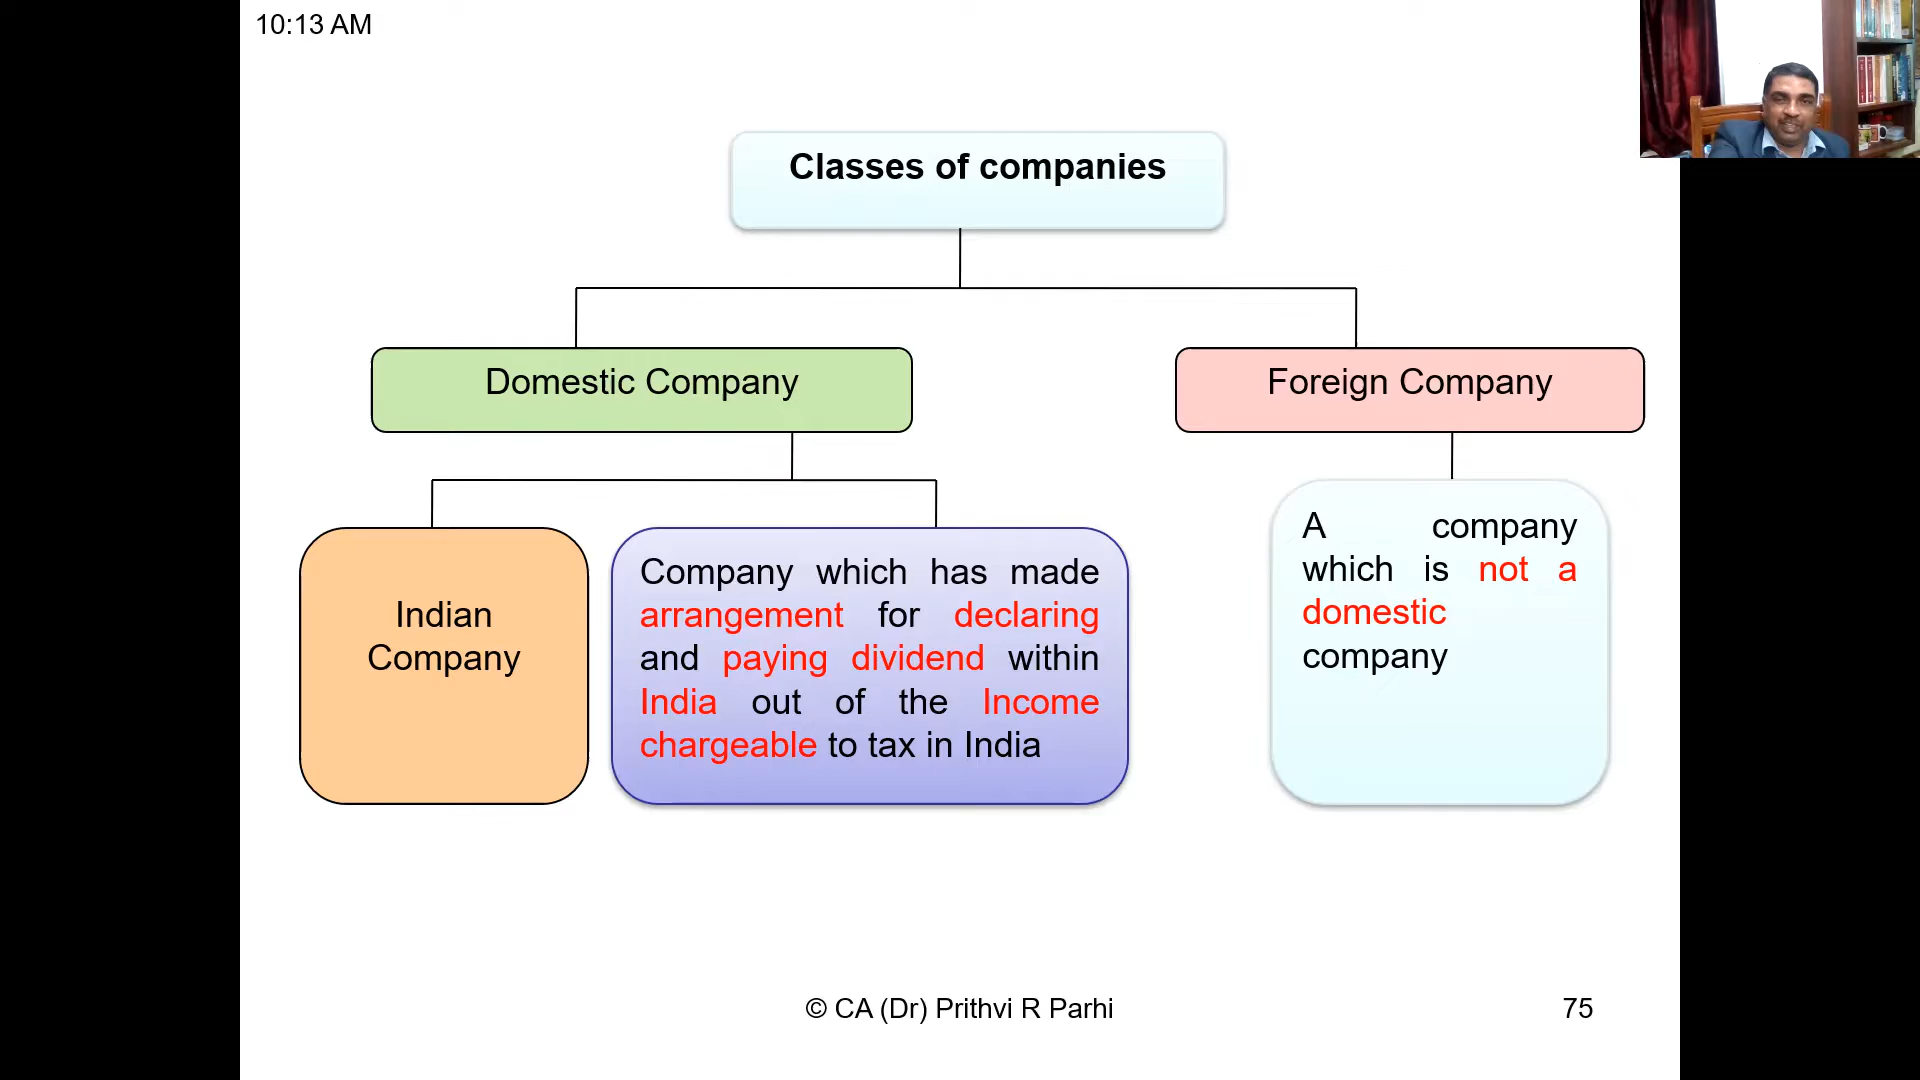 10:13 AM
Classes of companies
Domestic Company
Foreign Company
Indian
Company
Company which has made
arrangement for declaring
and paying dividend within
India out of the Income
chargeable to tax in India
A company
which is not a
domestic
company
© CA (Dr) Prithvi R Parhi
75